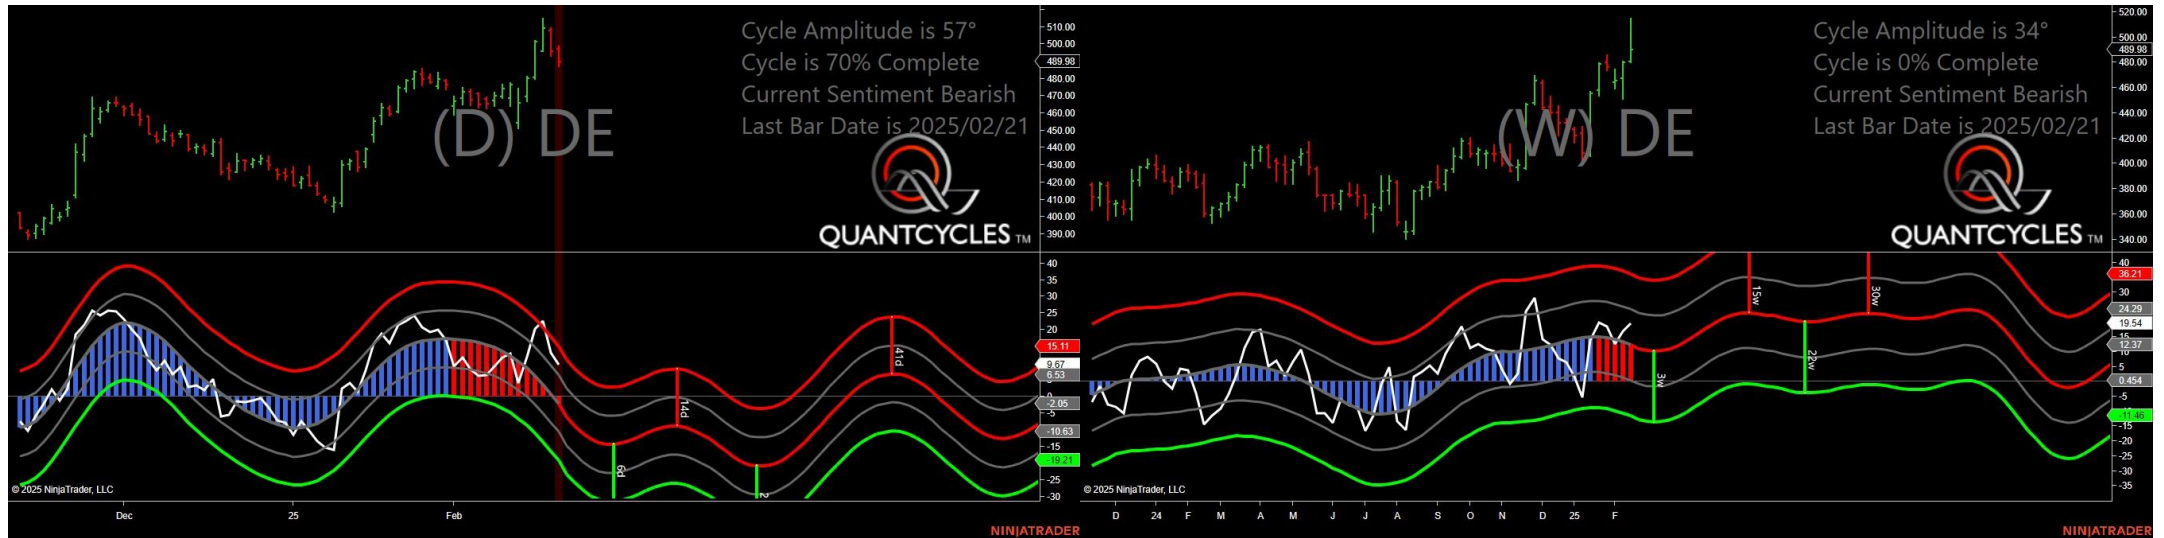 Cycle Amplitude is 57°
Cycle is 70% Complete
Current Sentiment Bearish
Last Bar Date is 2025/02/21
(D) DE
QUANTCYCLES TM
510.00
500.00
489.98
480.00
470.00
460.00
450.00
440.00
430.00
420.00
410.00
400.00
390.00
40
35
30
25
20
15.11
9.67
6.53
-2.05
-5
-10.63
-15
-19.21
-25
-30
6d
14d
2
41d
© 2025 NinjaTrader, LLC
Dec
25
Feb
NINJATRADER
Cycle Amplitude is 34°
Cycle is 0% Complete
Current Sentiment Bearish
Last Bar Date is 2025/02/21
(W) DE
QUANTCYCLES TM
520.00
500.00
489.98
480.00
460.00
440.00
420.00
400.00
380.00
360.00
340.00
40
36.21
30
24.29
19.54
12.37
10
5
0.454
-5
-11.46
-15
-20
-25
-30
-35
3w
15w
22w
30w
© 2025 NinjaTrader, LLC
D
24
F
M
A
M
J
J
A
S
O
N
D
25
F
NINJATRADER